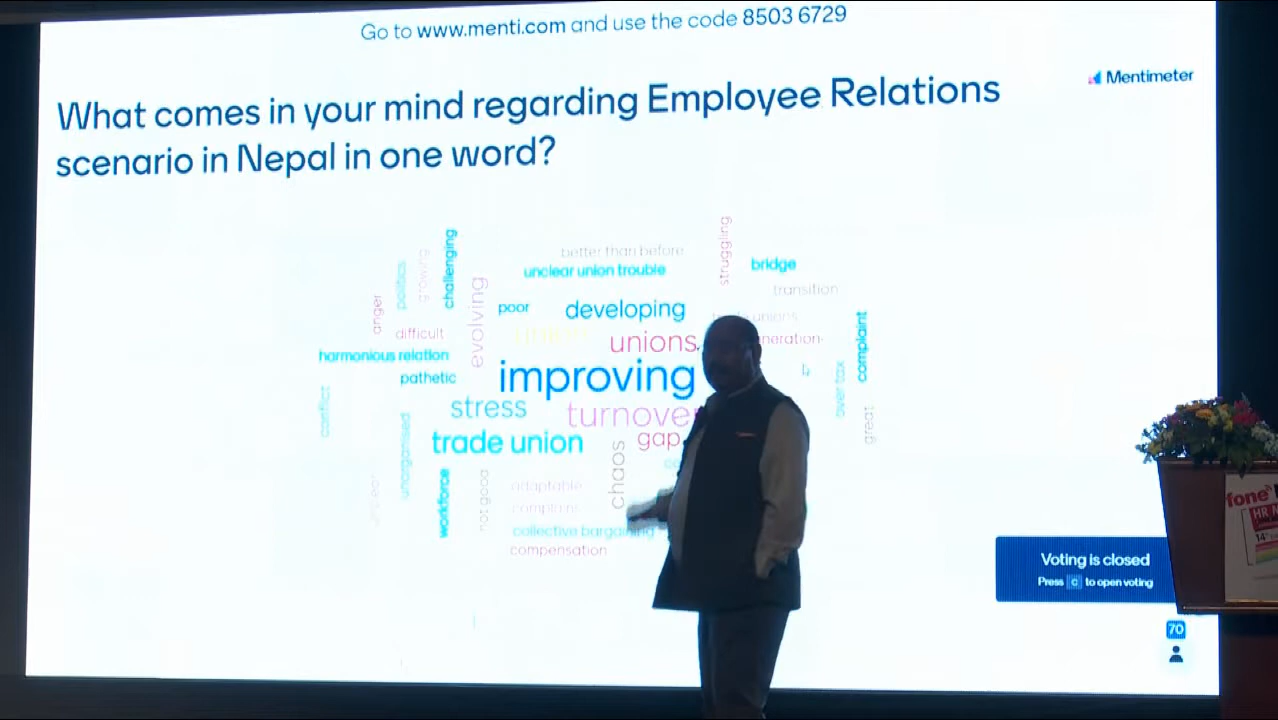 Go to www.menti.com and use the code 8503 6729
Mentimeter
What comes in your mind regarding Employee Relations
scenario in Nepal in one word?
struggling
challenging
growing
politics
better than before
unclear union trouble
bridge
transition
evolving
anger
poor
developing
difficult
unions
complaint
harmonious relation
pathetic
improving
over tax
conflict
stress
turnover
great
trade union
gap
chaos
unorganised
workforce
not good
adaptable
collective bargaining
compensation
Voting is closed
Press C to open voting
70
fone
HR M
14th